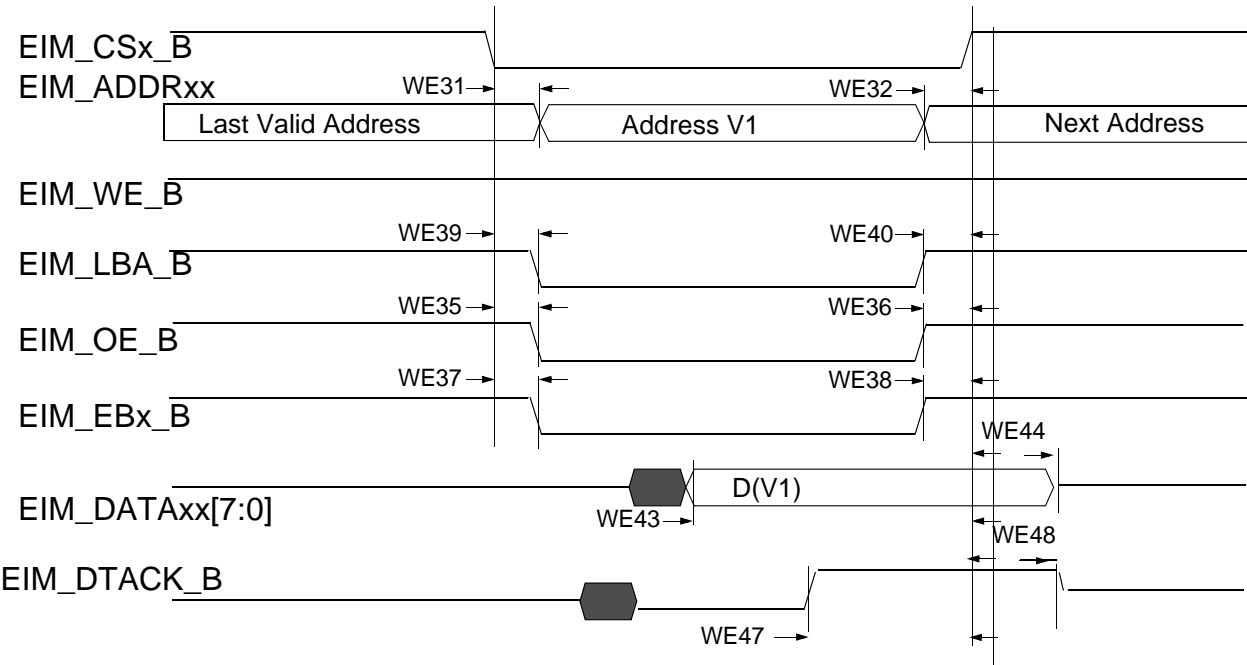 EIM_CSx_B
EIM_ADDRxx
WE31
WE32
Last Valid Address
Address V1
Next Address
EIM_WE_B
WE39
WE40
EIM_LBA_B
WE35
WE36
EIM_OE_B
WE37
WE38
EIM_EBx_B
WE44
D(V1)
EIM_DATAxx[7:0]
WE43
WE48
EIM_DTACK_B
WE47